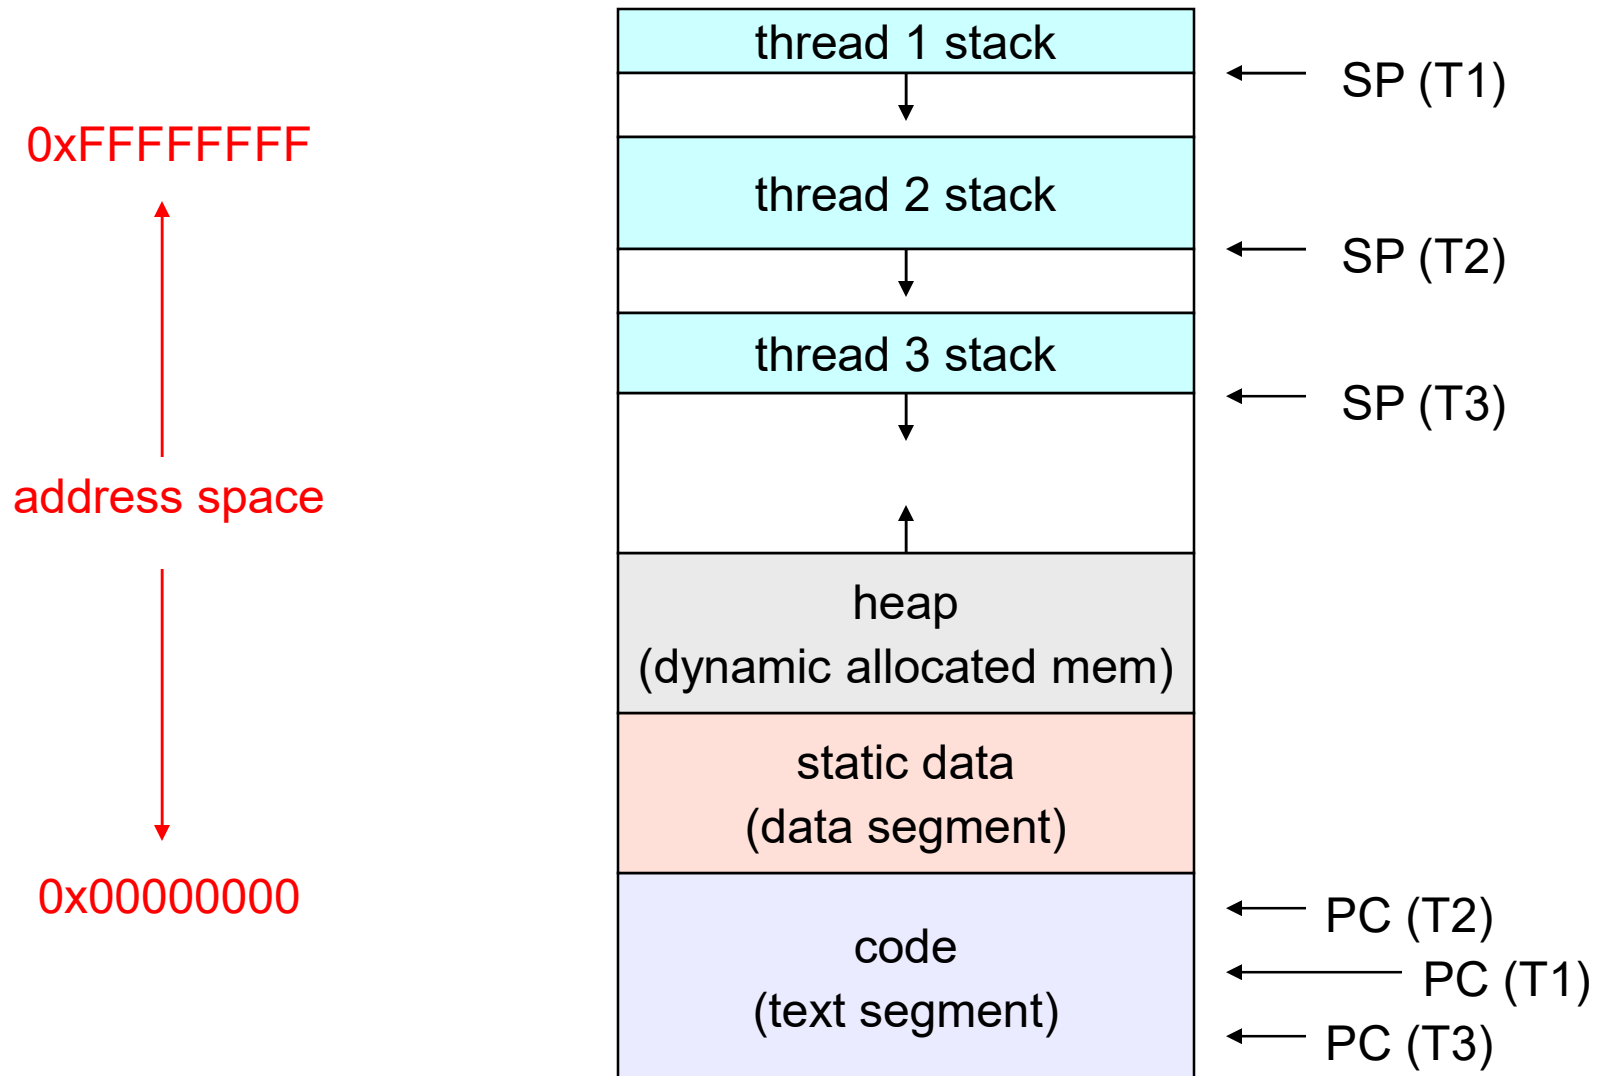 thread 1 stack
SP (T1)
0xFFFFFFFF
thread 2 stack
SP (T2)
thread 3 stack
SP (T3)
address space
heap
(dynamic allocated mem)
static data
(data segment)
0x00000000
PC (T2)
code
PC (T1)
(text segment)
PC (T3)